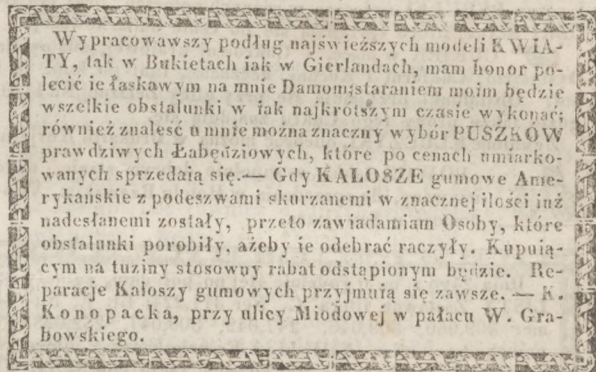 Wypracowawszy podług najświeższych modeli KWIA-
TY, tak w Bukietach iak w Gierlandach, mam honor po-
lecić ie łaskawym na mnie Damom; staraniem moim będzie
wszelkie obstalunki w iak najkrótszym czasie wykonać;
również znaleść u mnie można znaczny wybór PUSZKÓW
prawdziwych Łabędziowych, które po cenach umiarko-
wanych sprzedaią się.— Gdy KALOSZE gumowe Ame-
rykańskie z podeszwami skurzanemi w znacznej ilości iuż
nadesłanemi zostały, przeto zawiadamiam Osoby, które
obstalunki porobiły, ażeby ie odebrać raczyły. Kupuią-
cym na tuziny stosowny rabat odstąpionym będzie. Re-
paracje Kaloszy gumowych przyjmuią się zawsze. — K.
Konopacka, przy ulicy Miodowej w pałacu W. Gra-
bowskiego.